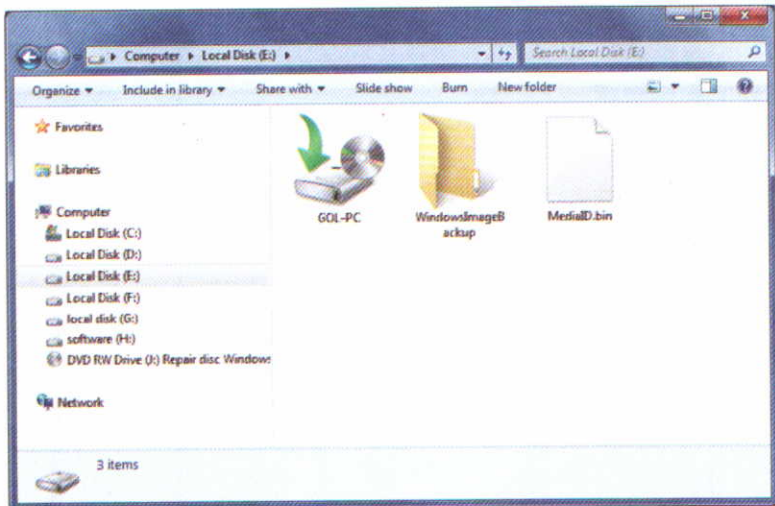 Computer ▸ Local Disk (E:) ▸
Search Local Disk (E:)
Organize Include in library Share with Slide show Burn New folder
Favorites
Libraries
Computer
Local Disk (C:)
Local Disk (D:)
Local Disk (E:)
Local Disk (F:)
local disk (G:)
software (H:)
DVD RW Drive (J:) Repair disc Windows
Network
GOL-PC
WindowsImageB
ackup
MediaID.bin
3 items